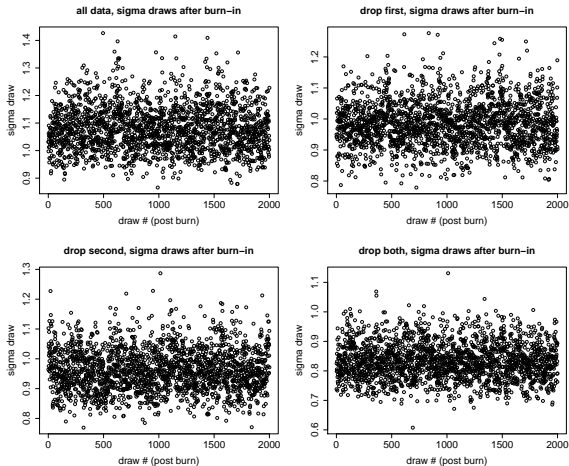 all data, sigma draws after burn−in
sigma draw
0.9 1.0 1.1 1.2 1.3 1.4
0 500 1000 1500 2000
draw # (post burn)
drop first, sigma draws after burn−in
sigma draw
0.8 0.9 1.0 1.1 1.2
0 500 1000 1500 2000
draw # (post burn)
drop second, sigma draws after burn−in
sigma draw
0.8 0.9 1.0 1.1 1.2 1.3
0 500 1000 1500 2000
draw # (post burn)
drop both, sigma draws after burn−in
sigma draw
0.6 0.7 0.8 0.9 1.0 1.1
0 500 1000 1500 2000
draw # (post burn)